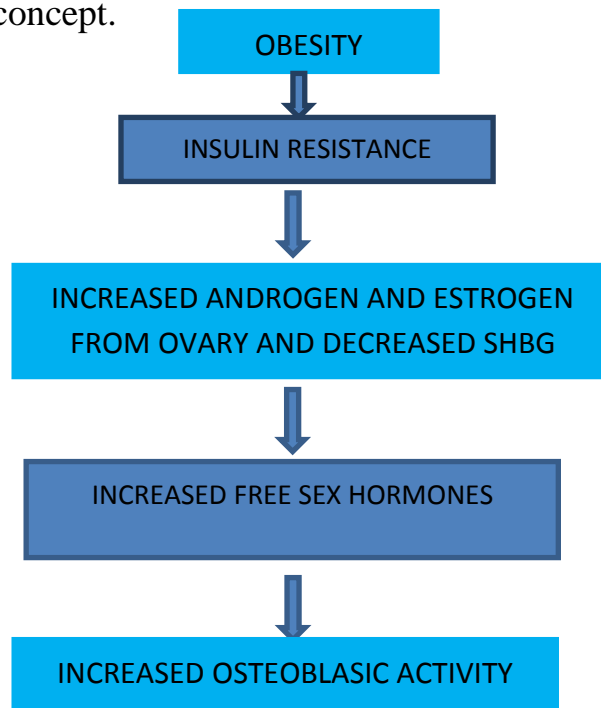 concept.
OBESITY
INSULIN RESISTANCE
INCREASED ANDROGEN AND ESTROGEN
FROM OVARY AND DECREASED SHBG
INCREASED FREE SEX HORMONES
INCREASED OSTEOBLASIC ACTIVITY